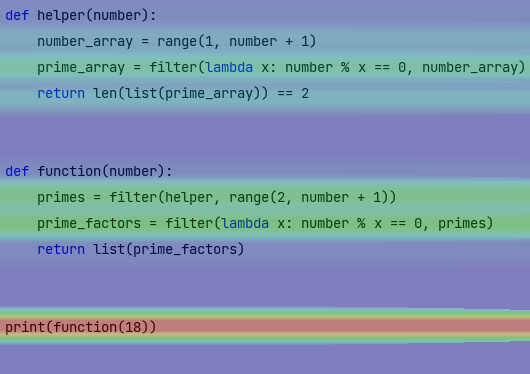 def helper(number):
    number_array = range(1, number + 1)
    prime_array = filter(lambda x: number % x == 0, number_array)
    return len(list(prime_array)) == 2
def function(number):
    primes = filter(helper, range(2, number + 1))
    prime_factors = filter(lambda x: number % x == 0, primes)
    return list(prime_factors)
print(function(18))